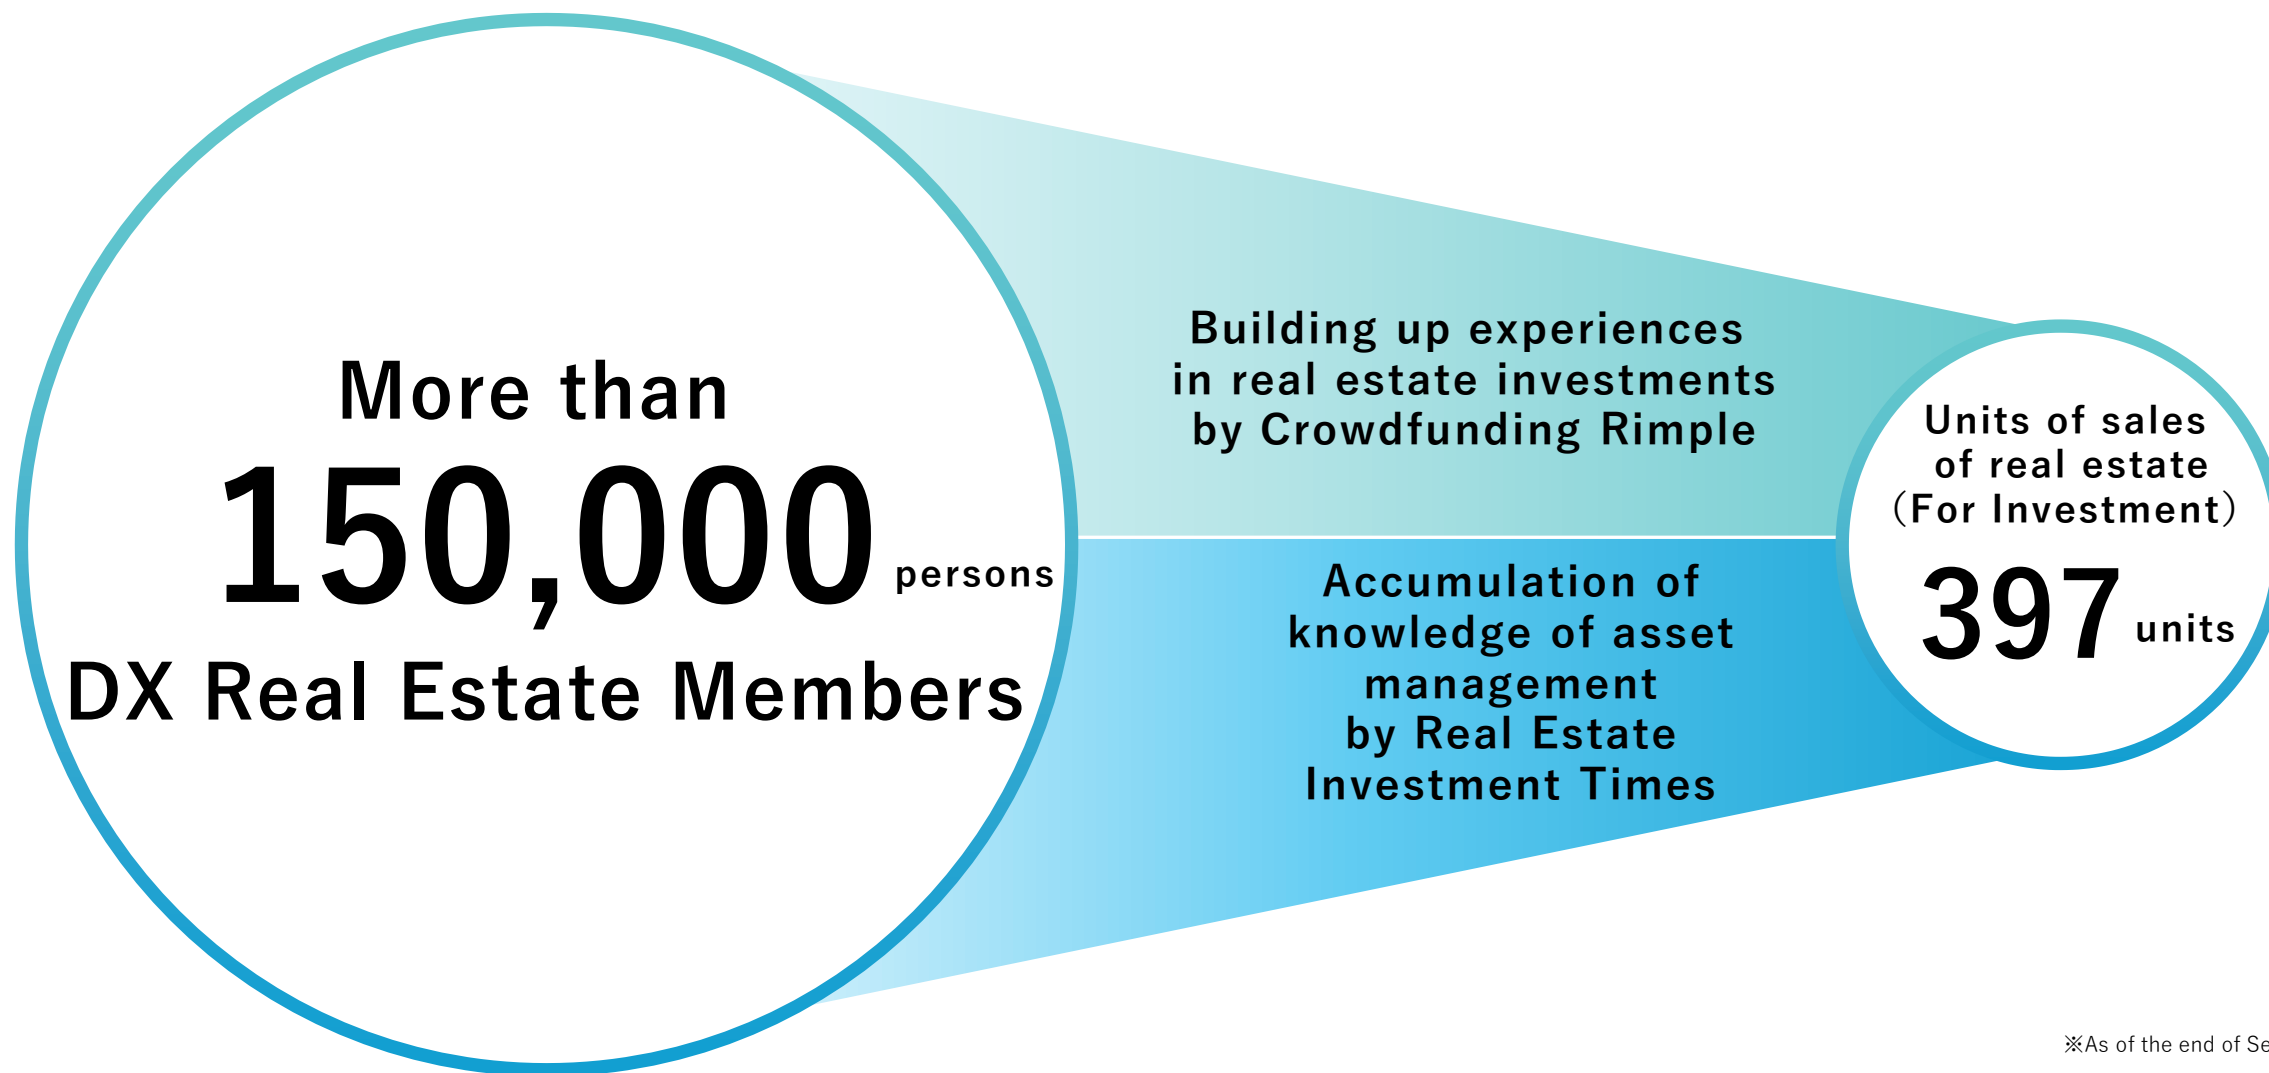 More than
150,000 persons
DX Real Estate Members
Building up experiences
in real estate investments
by Crowdfunding Rimple
Accumulation of
knowledge of asset
management
by Real Estate
Investment Times
Units of sales
of real estate
（For Investment）
397 units
※As of the end of